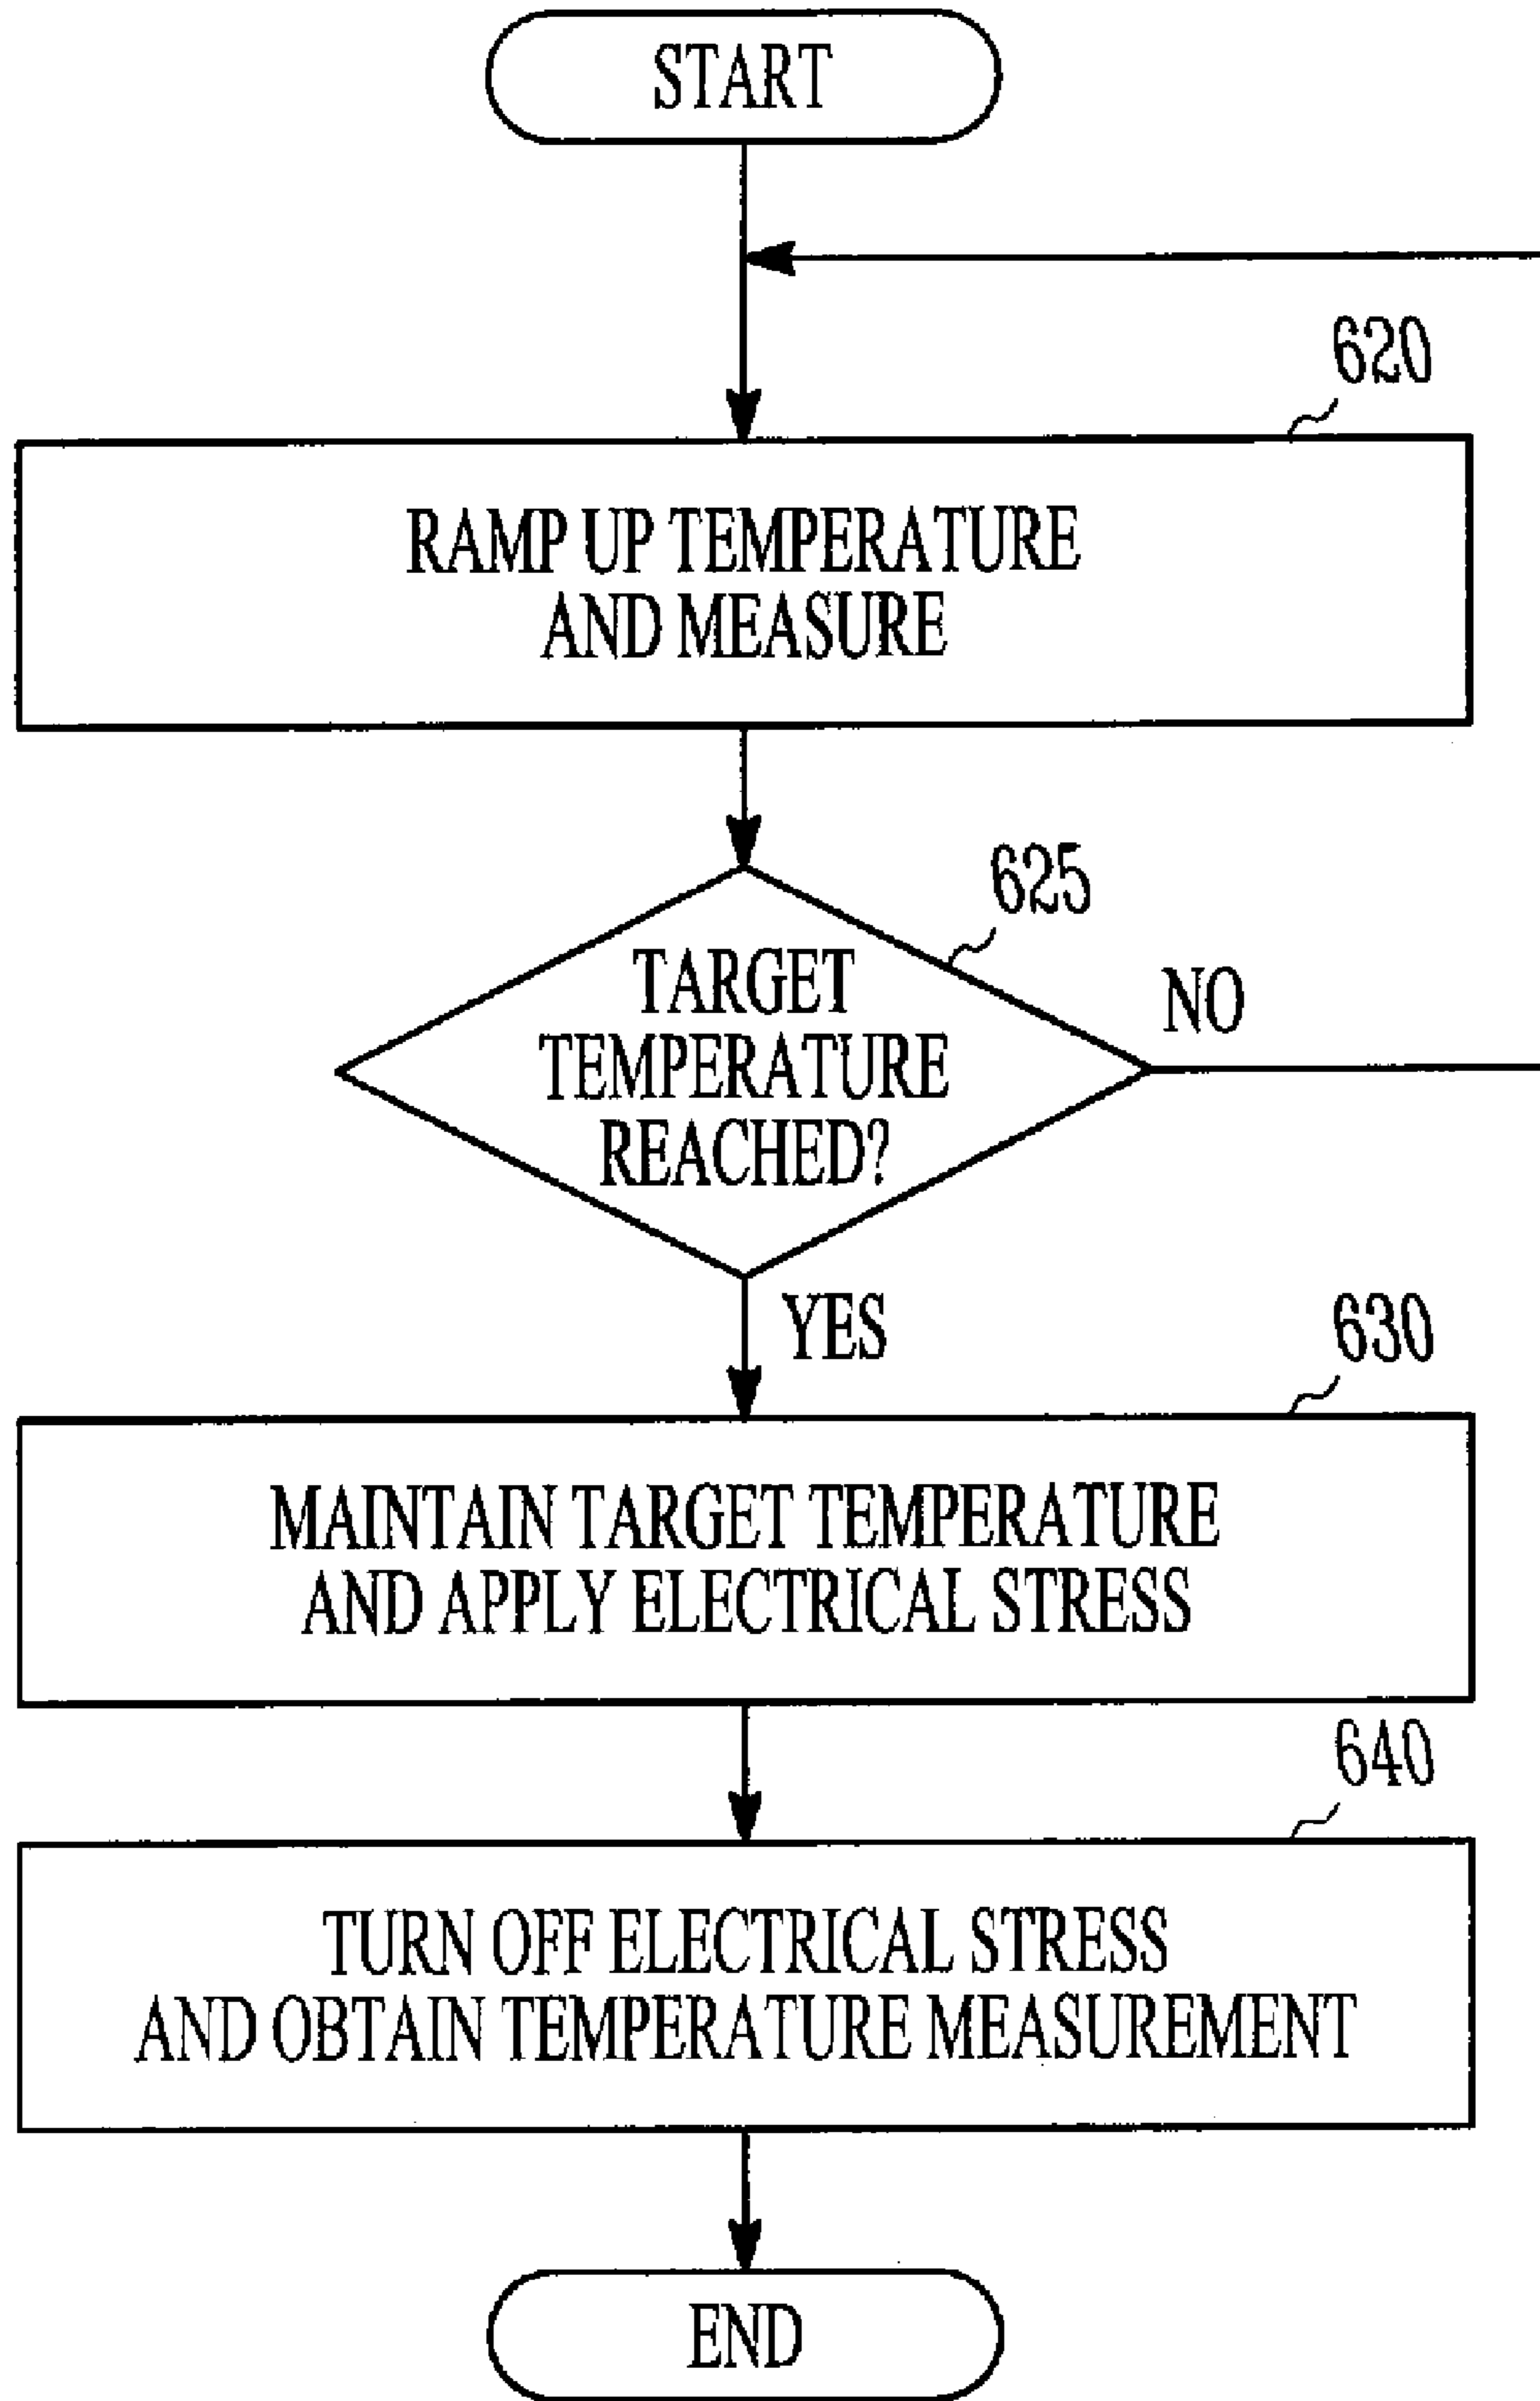 START
620
RAMP UP TEMPERATURE
AND MEASURE
625
TARGET
TEMPERATURE
REACHED?
NO
YES
630
MAINTAIN TARGET TEMPERATURE
AND APPLY ELECTRICAL STRESS
640
TURN OFF ELECTRICAL STRESS
AND OBTAIN TEMPERATURE MEASUREMENT
END